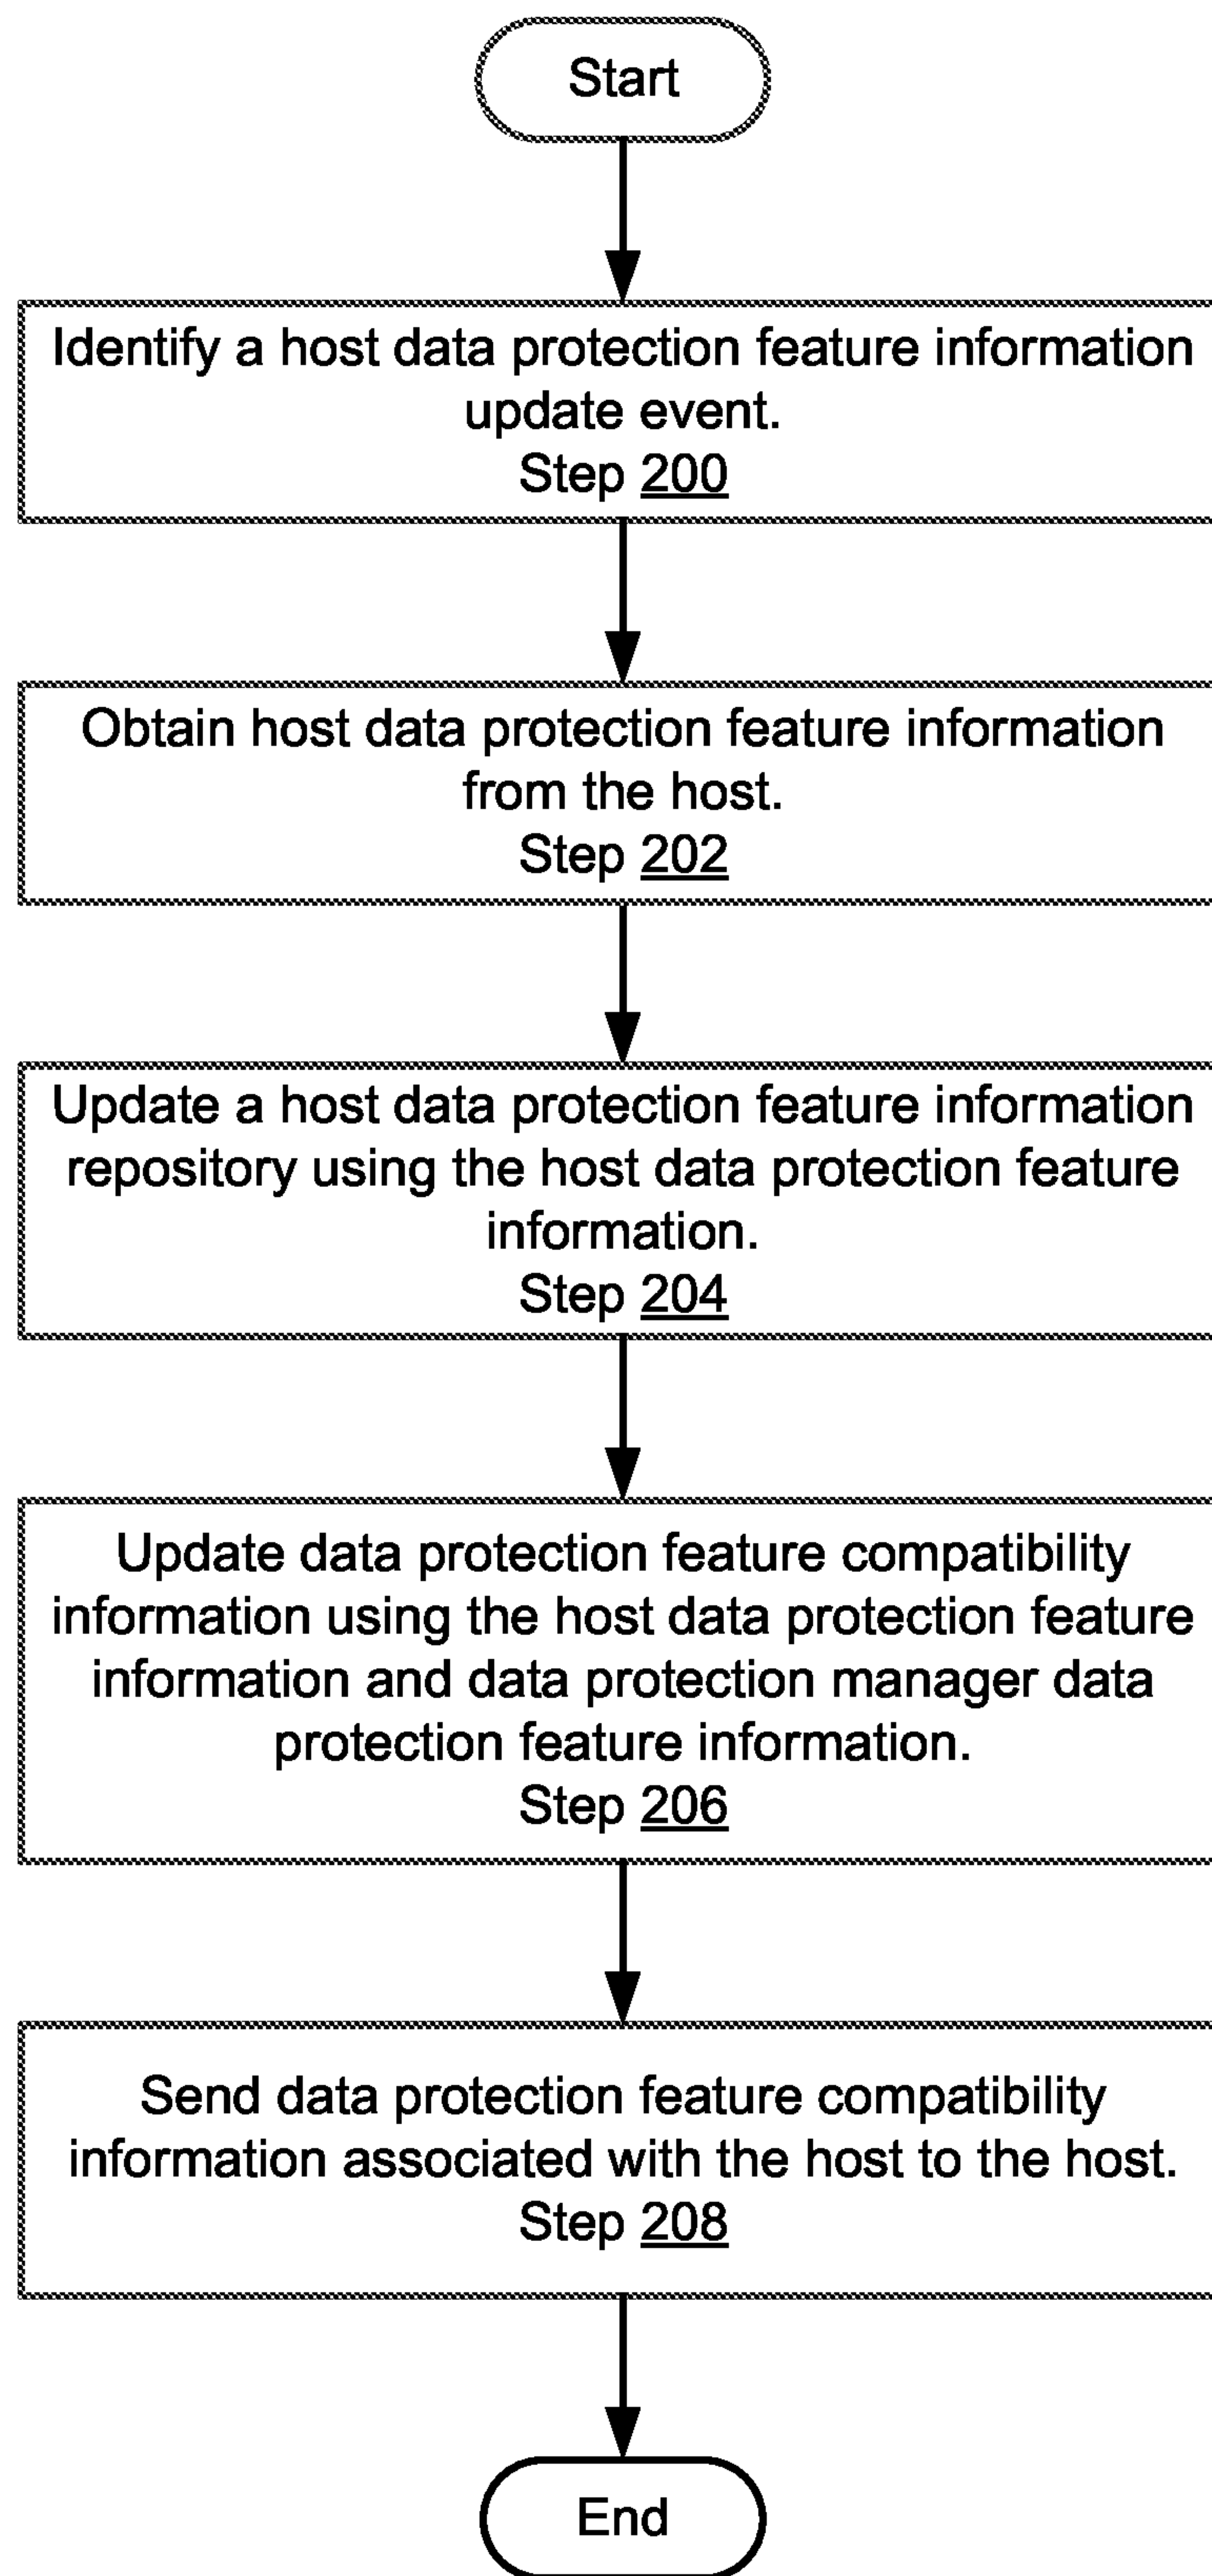 Start
Identify a host data protection feature information
update event.
Step 200
Obtain host data protection feature information
from the host.
Step 202
Update a host data protection feature information
repository using the host data protection feature
information.
Step 204
Update data protection feature compatibility
information using the host data protection feature
information and data protection manager data
protection feature information.
Step 206
Send data protection feature compatibility
information associated with the host to the host.
Step 208
End